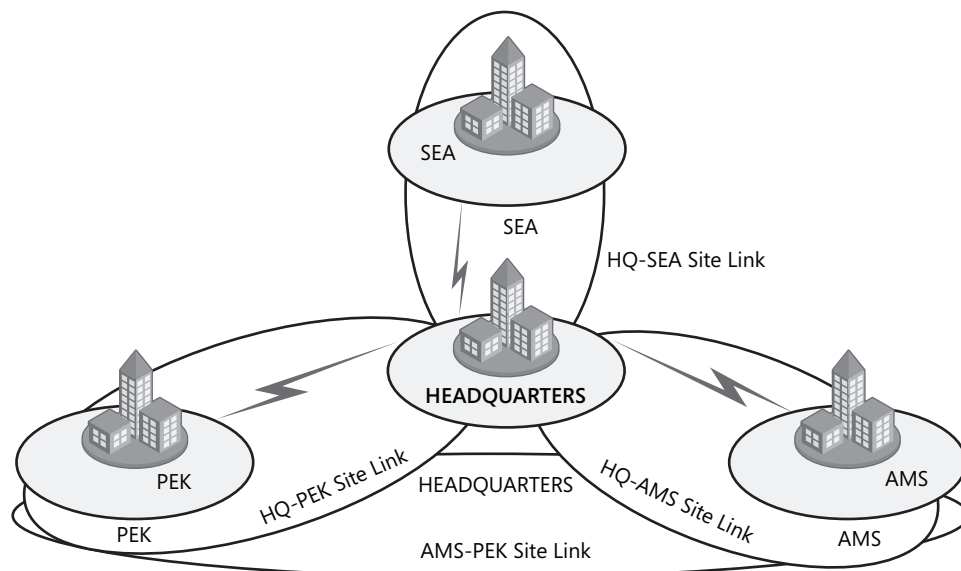 SEA
SEA
HQ-SEA Site Link
HEADQUARTERS
PEK
HQ-PEK Site Link
HEADQUARTERS
HQ-AMS Site Link
AMS
PEK
AMS-PEK Site Link
AMS